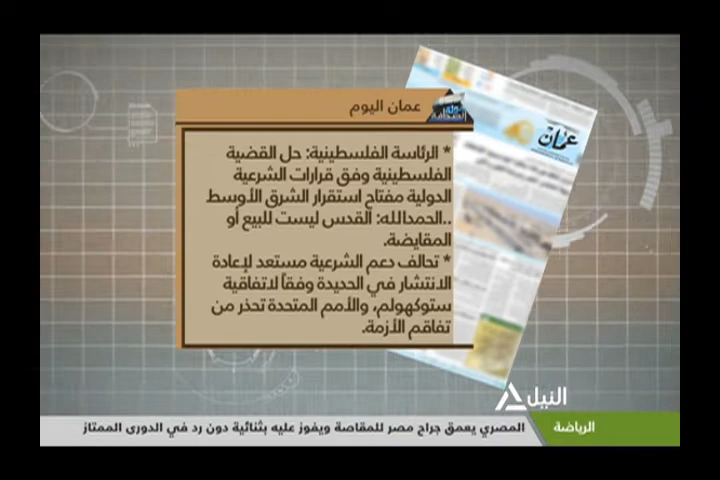 عمان اليوم
عمان
* الرئاسة الفلسطينية: حل القضية
الفلسطينية وفق قرارات الشرعية
الدولية مفتاح استقرار الشرق الأوسط
..الحمدالله: القدس ليست للبيع أو
المقايضة.
* تحالف دعم الشرعية مستعد لإعادة
الانتشار في الحديدة وفقاً لاتفاقية
ستوكهولم، والأمم المتحدة تحذر من
تفاقم الأزمة.
النيل
الرياضة
المصري يعمق جراح مصر للمقاصة ويفوز عليه بثنائية دون رد في الدورى الممتاز